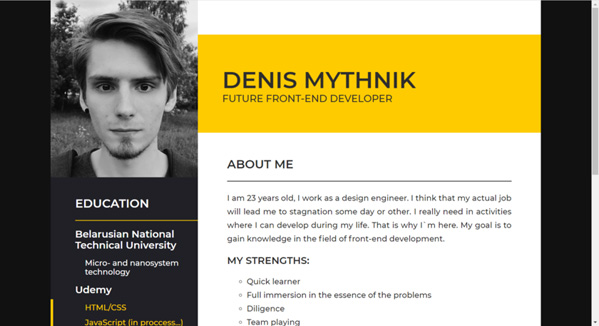 DENIS MYTHNIK
FUTURE FRONT-END DEVELOPER
ABOUT ME
I am 23 years old, I work as a design engineer. I think that my actual job
will lead me to stagnation some day or other. I really need in activities
where I can develop during my life. That is why I`m here. My goal is to
gain knowledge in the field of front-end development.
MY STRENGTHS:
Quick learner
Full immersion in the essence of the problems
Diligence
Team playing
EDUCATION
Belarusian National
Technical University
Micro- and nanosystem
technology
Udemy
HTML/CSS
JavaScript (in proccess...)